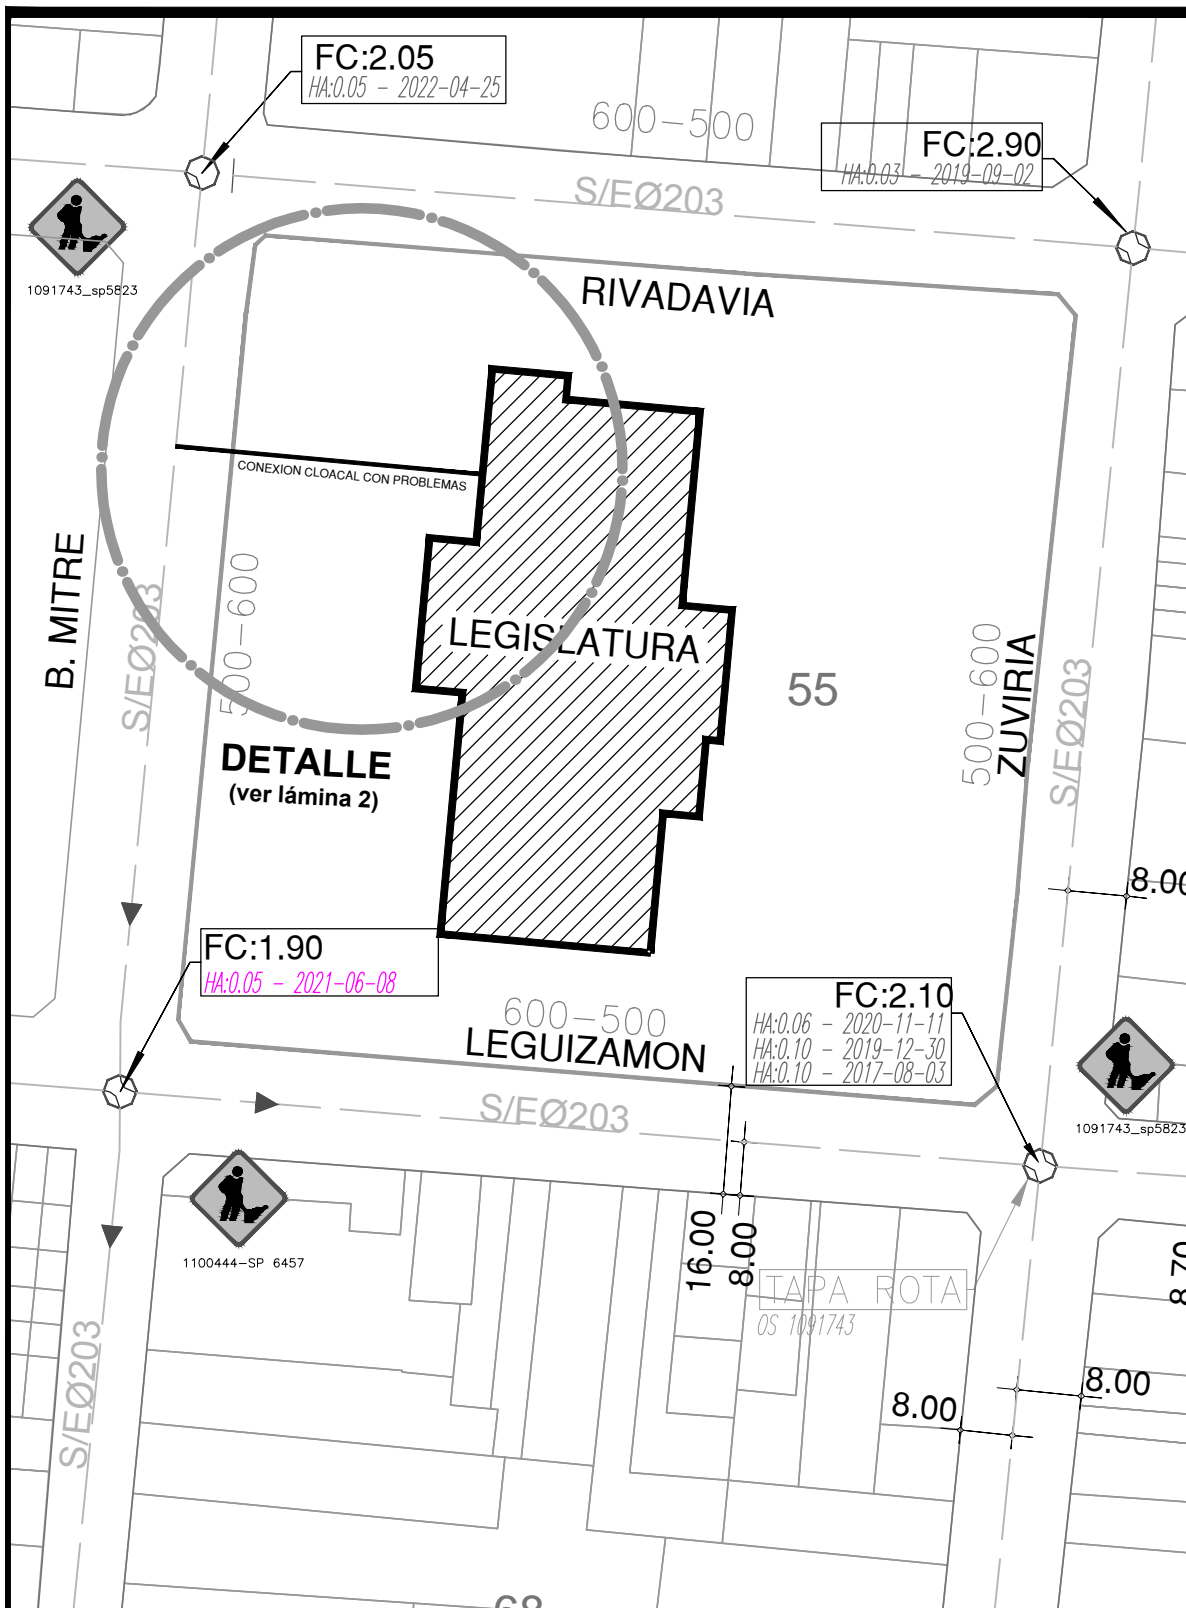 FC:2.05
HA:0.05 - 2022-04-25
600-500
FC:2.90
HA:0.03 - 2019-09-02
S/EØ203
1091743_sp5823
RIVADAVIA
CONEXION CLOACAL CON PROBLEMAS
B. MITRE
S/EØ203
500-600
LEGISLATURA
55
500-600
ZUVIRIA
S/EØ203
DETALLE
(ver lámina 2)
8.00
FC:1.90
HA:0.05 - 2021-06-08
600-500
LEGUIZAMON
FC:2.10
HA:0.06 - 2020-11-11
HA:0.10 - 2019-12-30
HA:0.10 - 2017-08-03
S/EØ203
1091743_sp5823
1100444-SP 6457
16.00
8.00
8.70
TAPA ROTA
OS 1091743
S/EØ203
8.00
8.00
68